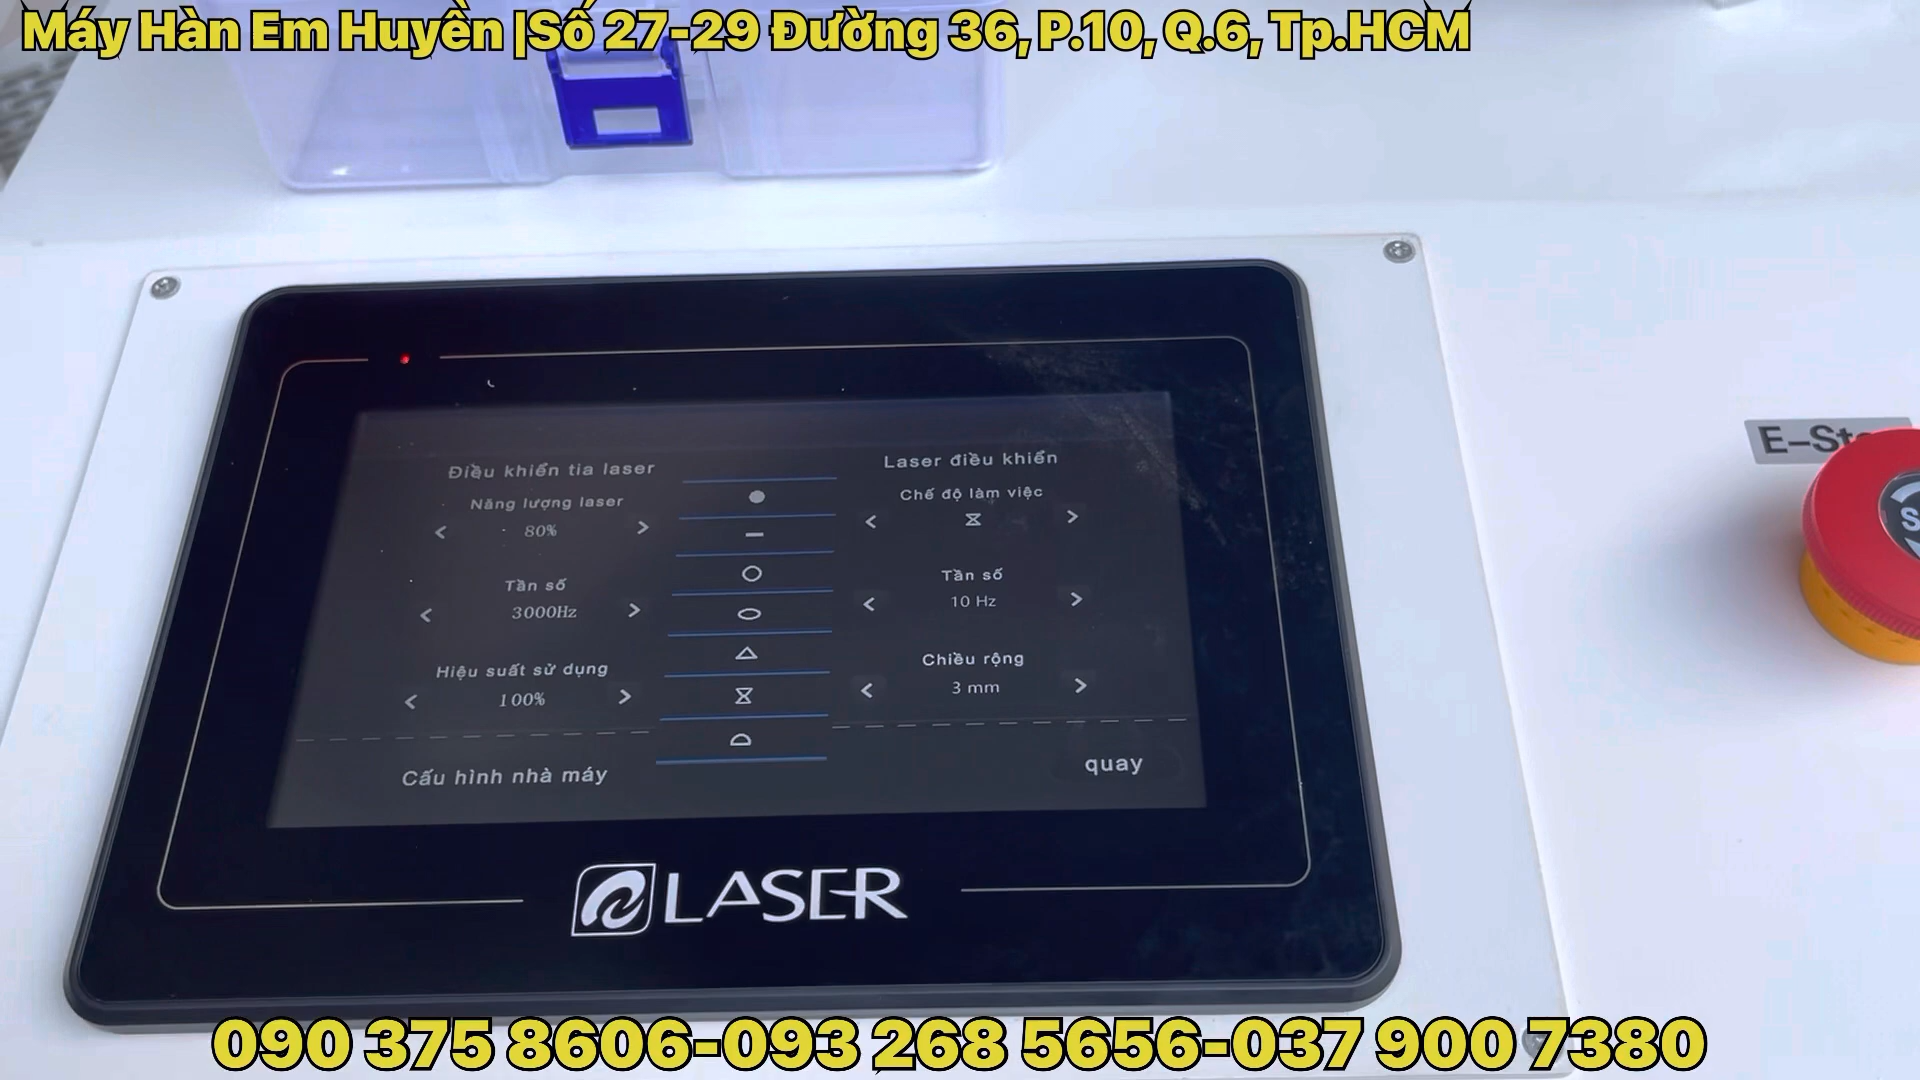 Máy Hàn Em Huyền |Số 27-29 Đường 36, P.10, Q.6, Tp.HCM
E-St
Điều khiển tia laser
Năng lượng laser
< 80% >
Tần số
< 3000Hz >
Hiệu suất sử dụng
< 100% >
Cấu hình nhà máy
Laser điều khiển
Chế độ làm việc
< >
Tần số
< 10 Hz >
Chiều rộng
< 3 mm >
quay
LASER
090 375 8606-093 268 5656-037 900 7380